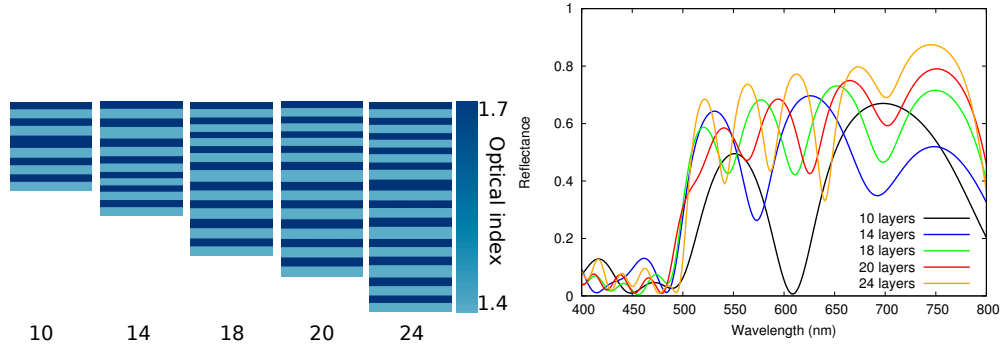 1.7
Optical index
1.4
10
14
18
20
24
1
0.8
0.6
0.4
0.2
0
Reflectance
10 layers
14 layers
18 layers
20 layers
24 layers
400
450
500
550
600
650
700
750
800
Wavelength (nm)